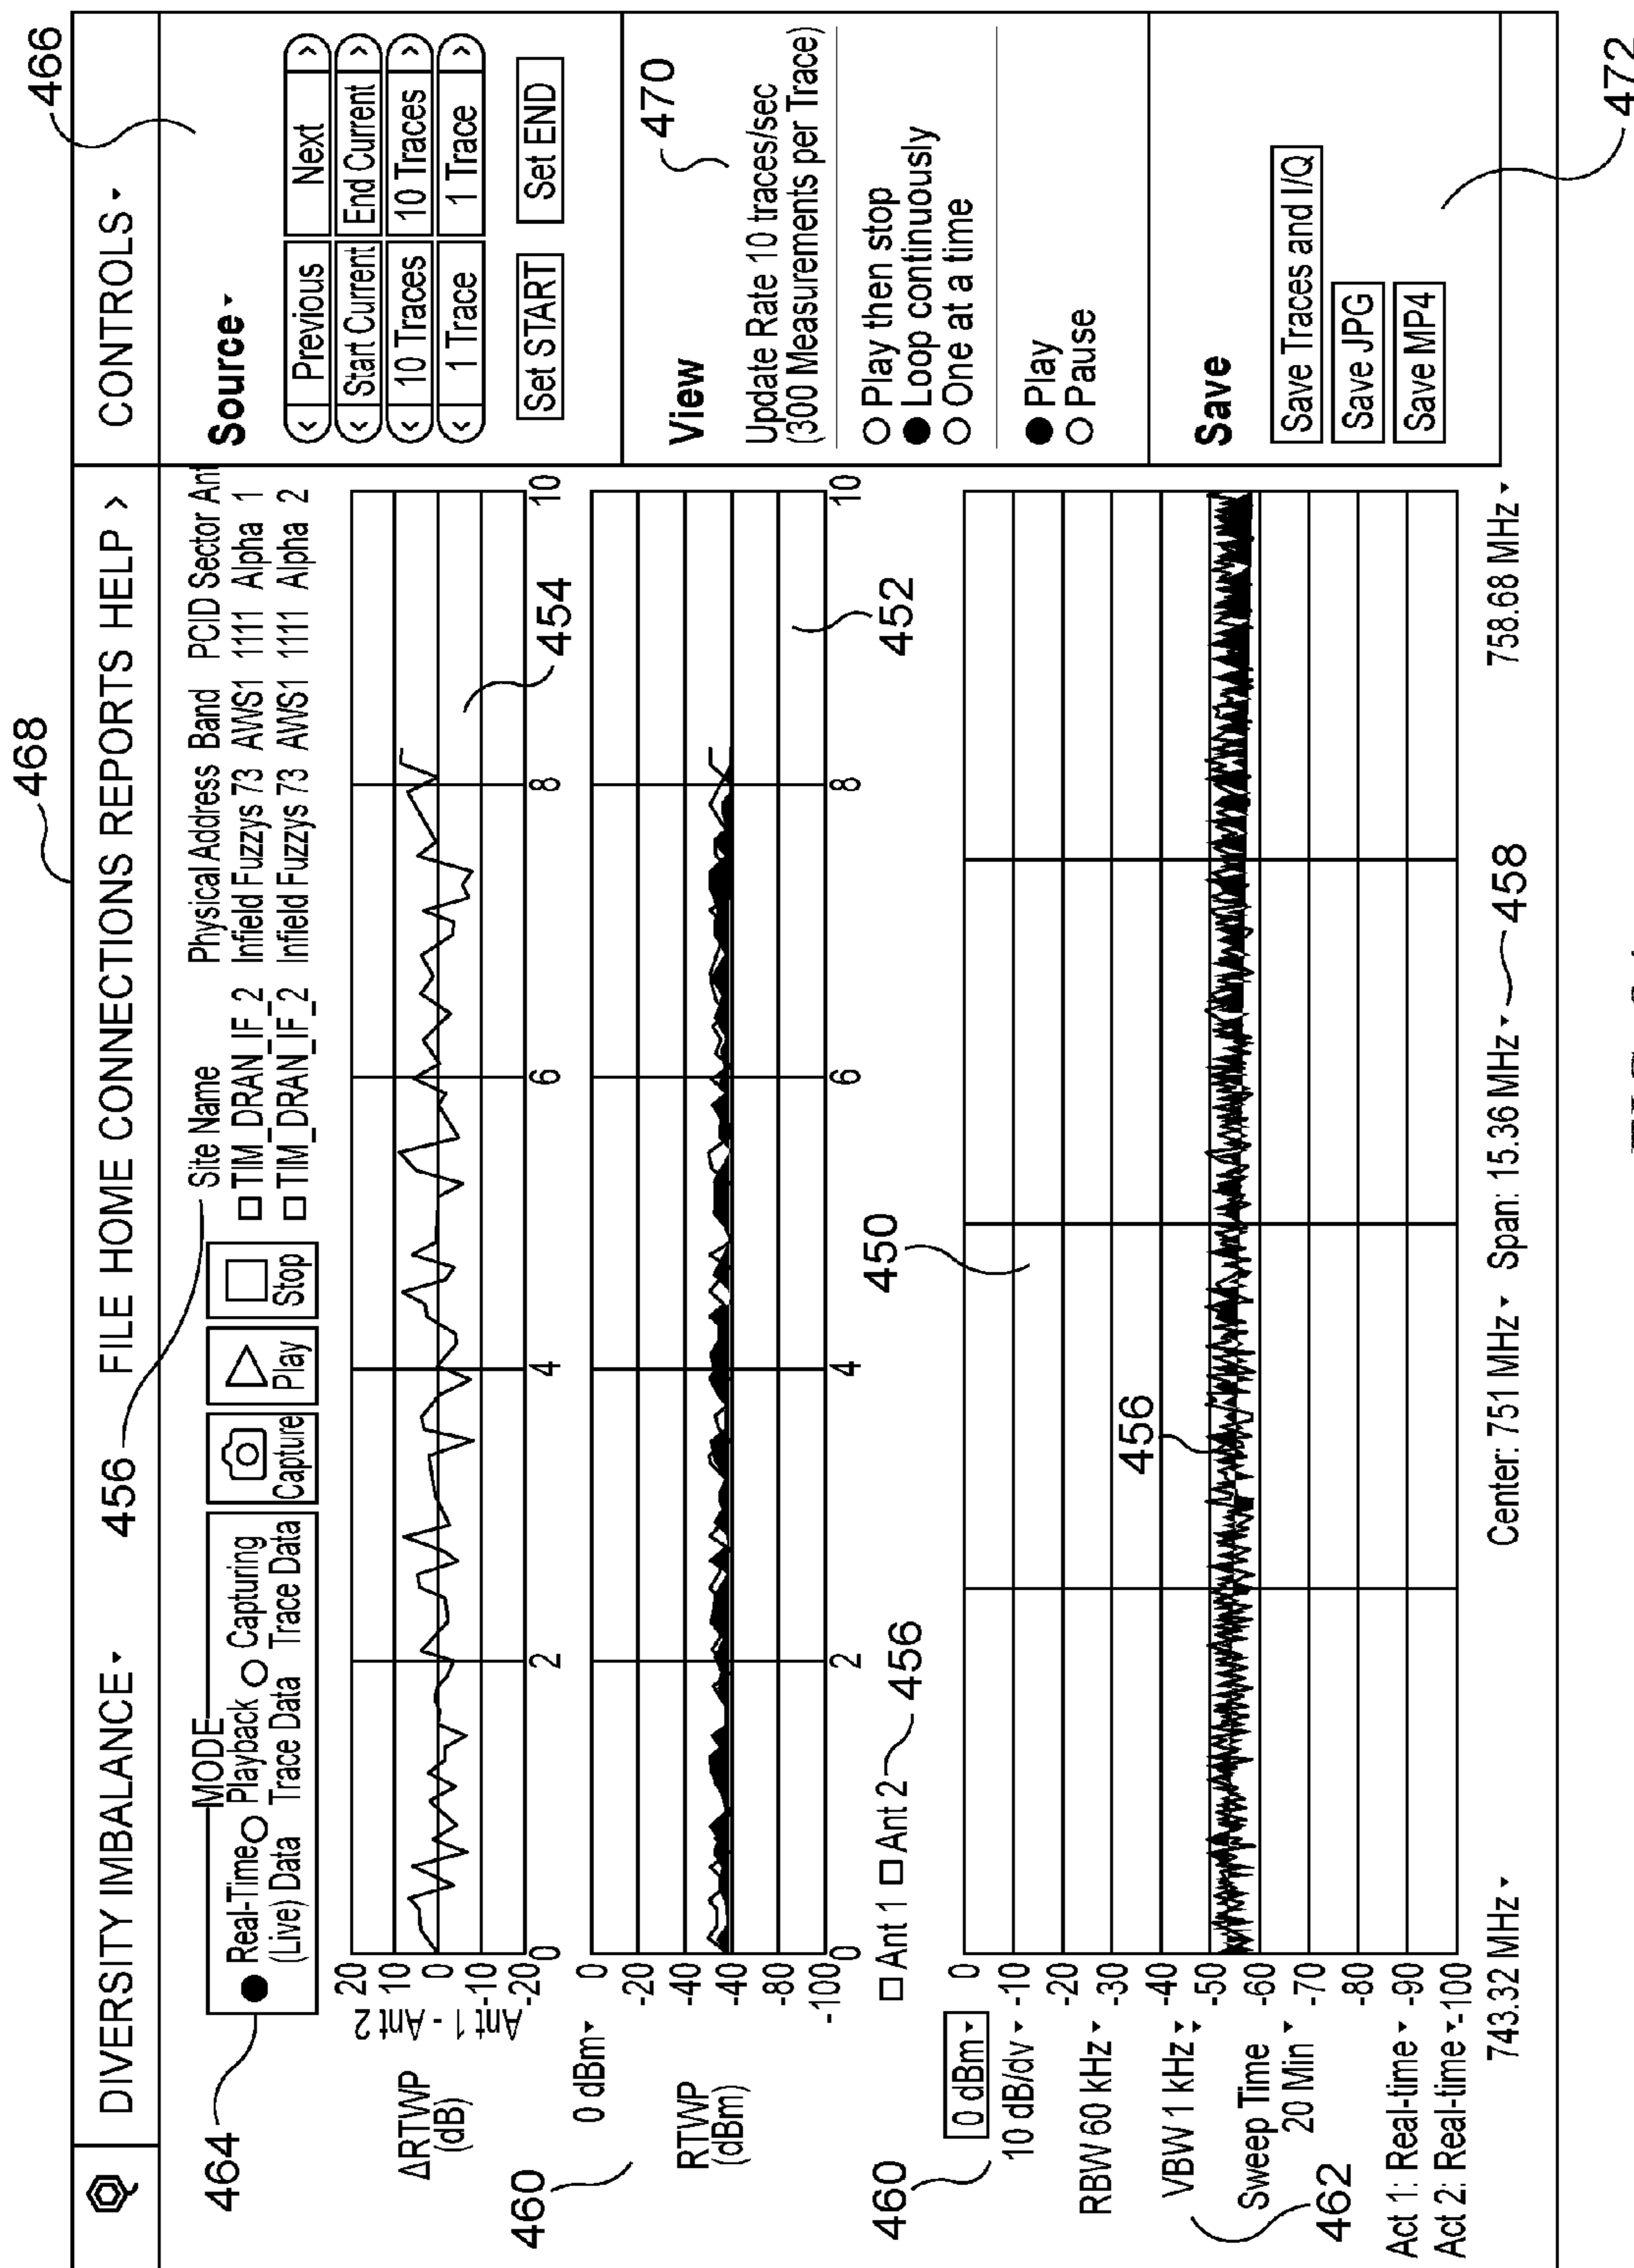 468
466
DIVERSITY IMBALANCE
456
FILE HOME CONNECTIONS REPORTS HELP >
CONTROLS
464
MODE
Real-Time Playback Capturing
(Live) Data Trace Data Trace Data
Capture
Play
Stop
Site Name Physical Address Band PCID Sector Ant
TIM_DRAN_IF_2 Infield Fuzzys 73 AWS1 1111 Alpha 1
TIM_DRAN_IF_2 Infield Fuzzys 73 AWS1 1111 Alpha 2
ΔRTWP
(dB)
Ant 1 - Ant 2
20
10
0
-10
-20
0 2 4 6 8 10
454
460
0 dBm
RTWP
(dBm)
0
-20
-40
-40
-80
-100
0 2 4 6 8 10
452
Ant 1 Ant 2
456
450
460
0 dBm
10 dB/dv
RBW 60 kHz
VBW 1 kHz
Sweep Time
20 Min
462
Act 1: Real-time
Act 2: Real-time
0
-10
-20
-30
-40
-50
-60
-70
-80
-90
-100
456
743.32 MHz
Center: 751 MHz Span: 15.36 MHz
458
758.68 MHz
Source
< Previous Next >
< Start Current End Current >
< 10 Traces 10 Traces >
< 1 Trace 1 Trace >
Set START Set END
View
470
Update Rate 10 traces/sec
(300 Measurements per Trace)
Play then stop
Loop continuously
One at a time
Play
Pause
Save
Save Traces and I/Q
Save JPG
Save MP4
472